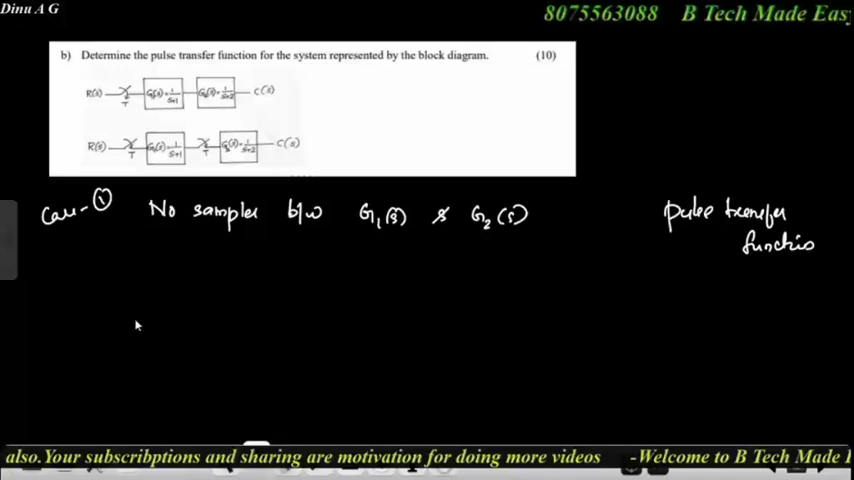 Dinu A G
8075563088 B Tech Made Easy
b) Determine the pulse transfer function for the system represented by the block diagram. (10)
R(s) T G₁(s)=1/(s+1) G₂(s)=1/(s+2) C(s)
R(s) T G₁(s)=1/(s+1) T G₂(s)=1/(s+2) C(s)
Case-① No sampler b/w G₁(s) & G₂(s)
pulse transfer
functio
also.Your subscribptions and sharing are motivation for doing more videos -Welcome to B Tech Made E